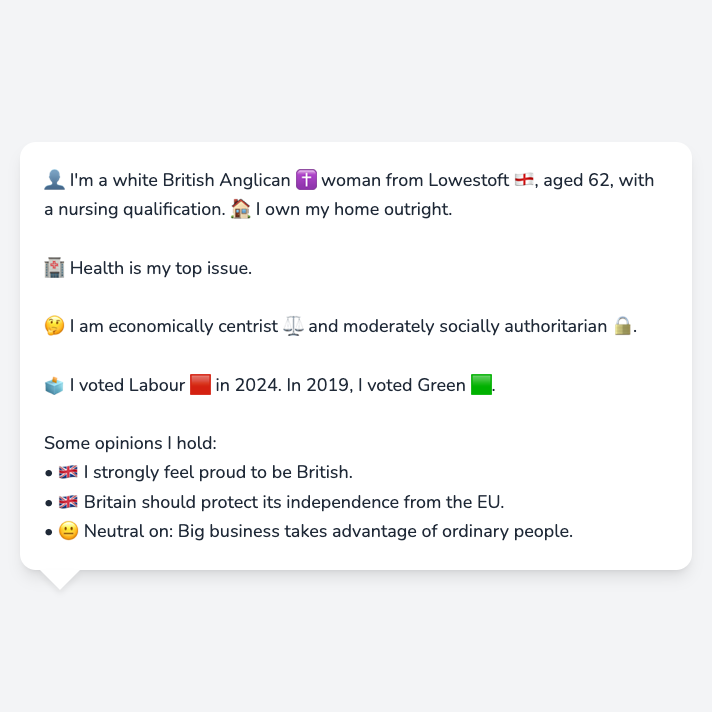 👤 I'm a white British Anglican ✝️ woman from Lowestoft 🏴󠁧󠁢󠁥󠁮󠁧󠁿, aged 62, with
a nursing qualification. 🏠 I own my home outright.
🏥 Health is my top issue.
🤔 I am economically centrist ⚖️ and moderately socially authoritarian 🔒.
🗳️ I voted Labour 🟥 in 2024. In 2019, I voted Green 🟩.
Some opinions I hold:
• 🇬🇧 I strongly feel proud to be British.
• 🇬🇧 Britain should protect its independence from the EU.
• 😐 Neutral on: Big business takes advantage of ordinary people.